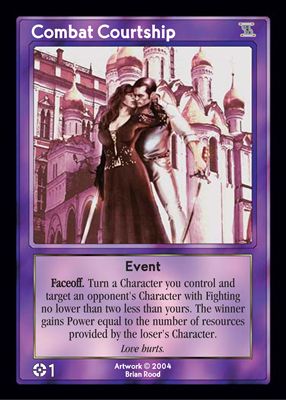 Combat Courtship
Event
Faceoff. Turn a Character you control and
target an opponent's Character with Fighting
no lower than two less than yours. The winner
gains Power equal to the number of resources
provided by the loser's Character.
Love hurts.
Artwork © 2004
Brian Rood
1